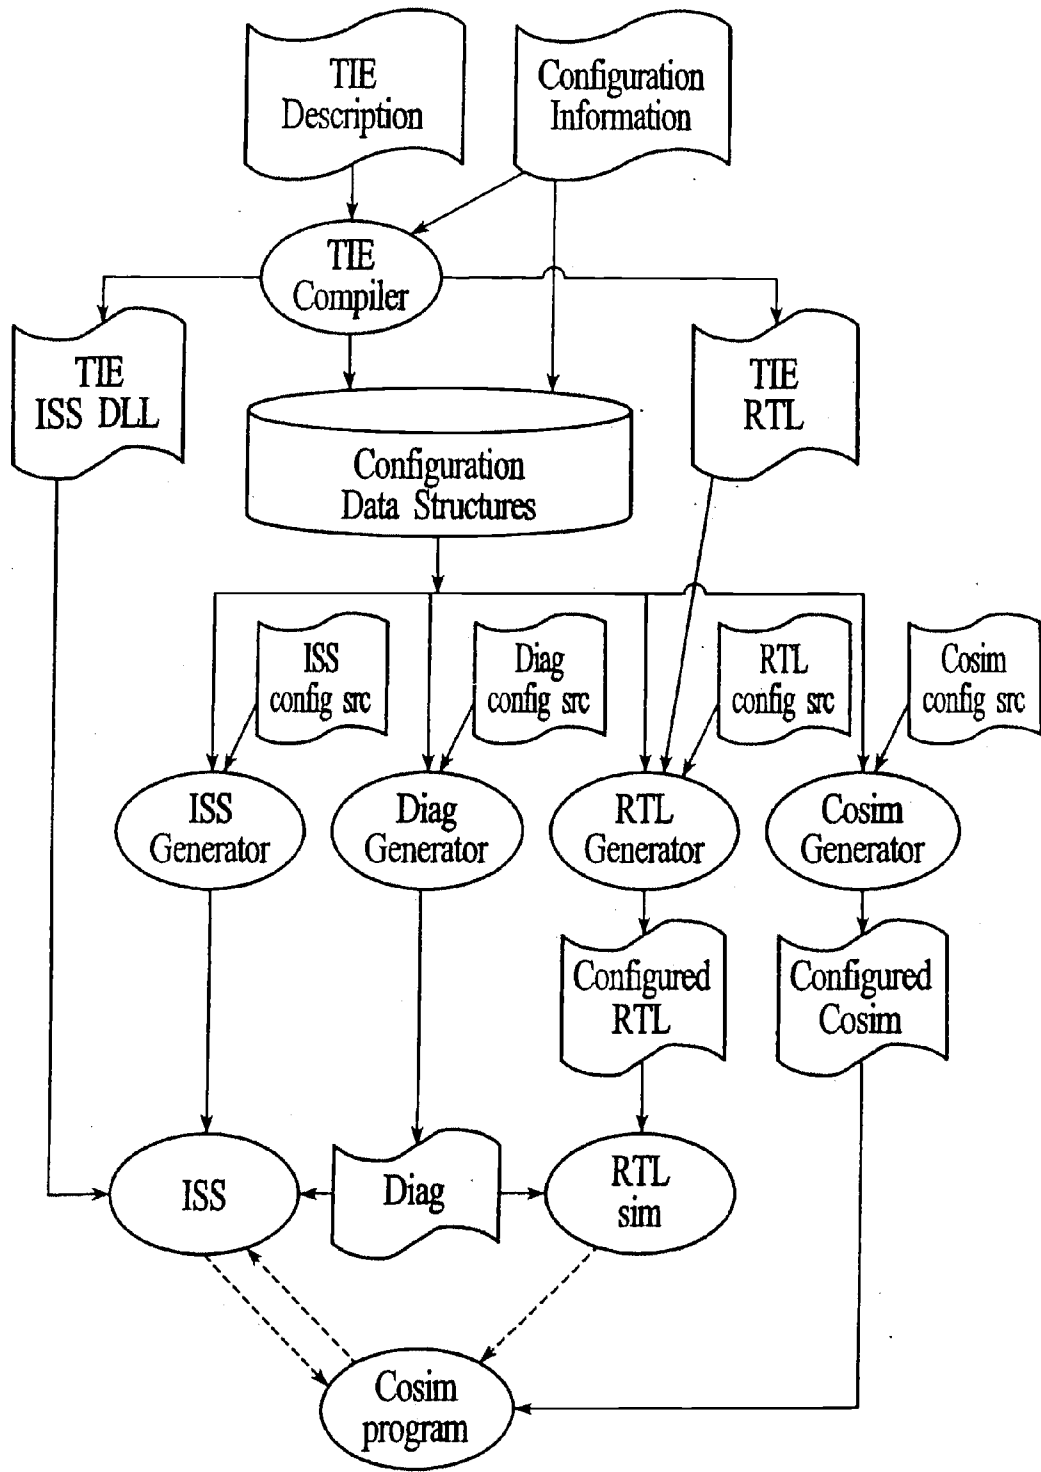 TIE
Description
Configuration
Information
TIE
Compiler
TIE
ISS DLL
TIE
RTL
Configuration
Data Structures
ISS
config src
Diag
config src
RTL
config src
Cosim
config src
ISS
Generator
Diag
Generator
RTL
Generator
Cosim
Generator
Configured
RTL
Configured
Cosim
ISS
Diag
RTL
sim
Cosim
program